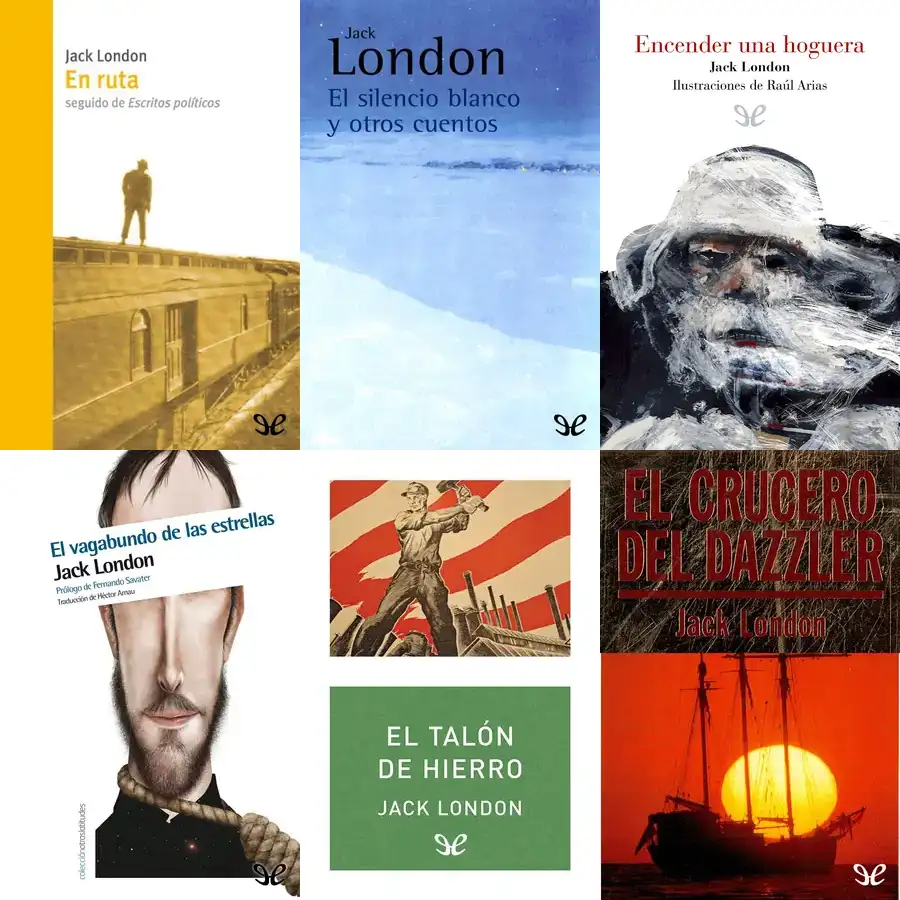 Jack London
En ruta
seguido de Escritos políticos
Jack
London
El silencio blanco
y otros cuentos
Encender una hoguera
Jack London
Ilustraciones de Raúl Arias
El vagabundo de las estrellas
Jack London
Prólogo de Fernando Savater
Traducción de Héctor Arnau
colecciónotroslatitudes
EL TALÓN
DE HIERRO
JACK LONDON
EL CRUCERO
DEL DAZZLER
Jack London